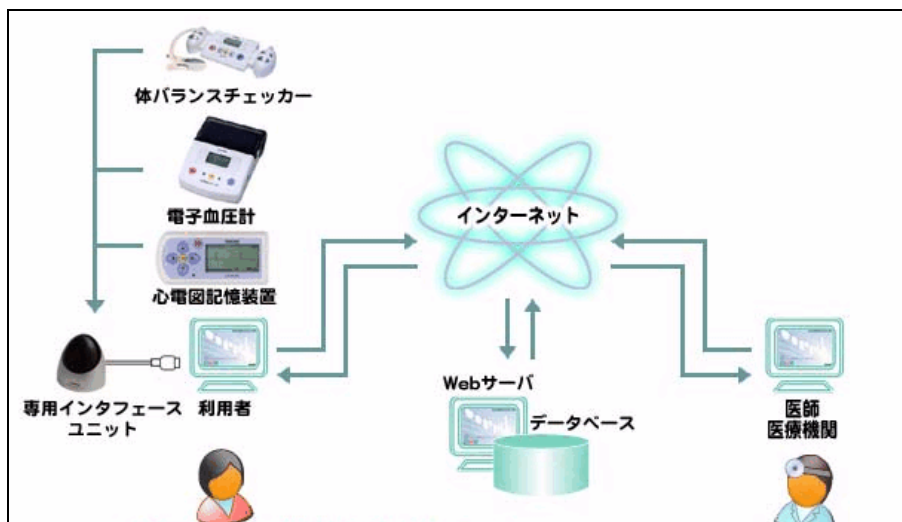 体バランスチェッカー
電子血圧計
心電図記憶装置
専用インタフェース
ユニット
利用者
インターネット
Webサーバ
データベース
医師
医療機関